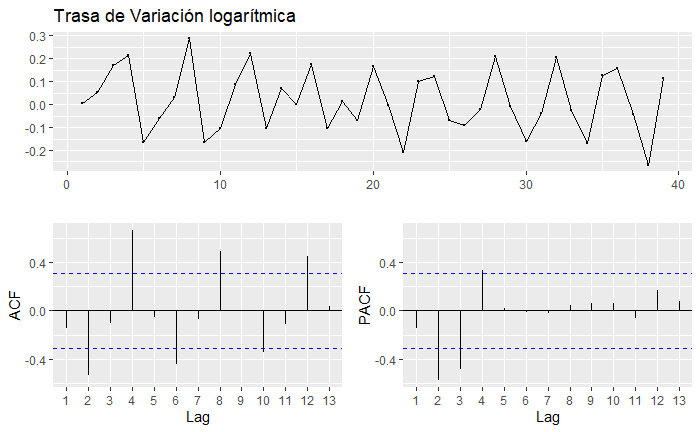 Trasa de Variación logarítmica
0.3
0.2
0.1
0.0
-0.1
-0.2
0 10 20 30 40
ACF
0.4
0.0
-0.4
1 2 3 4 5 6 7 8 9 10 11 12 13
Lag
PACF
0.4
0.0
-0.4
1 2 3 4 5 6 7 8 9 10 11 12 13
Lag